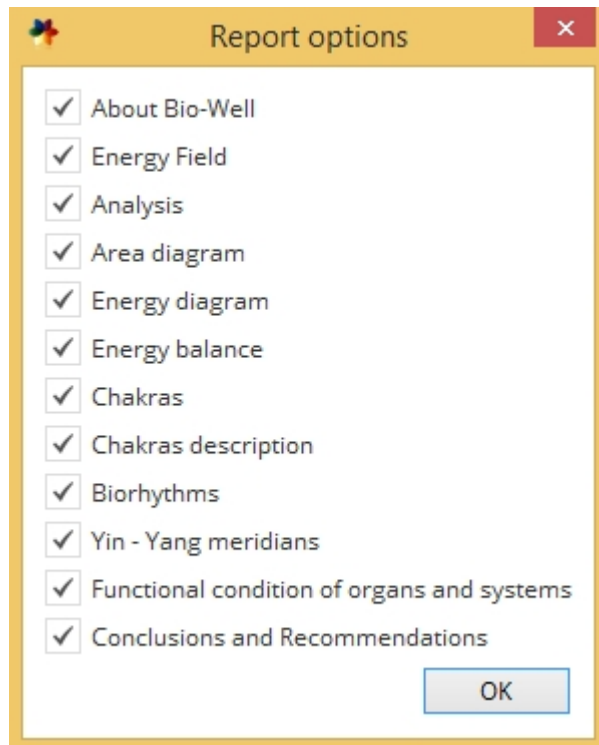 Report options
About Bio-Well
Energy Field
Analysis
Area diagram
Energy diagram
Energy balance
Chakras
Chakras description
Biorhythms
Yin - Yang meridians
Functional condition of organs and systems
Conclusions and Recommendations
OK